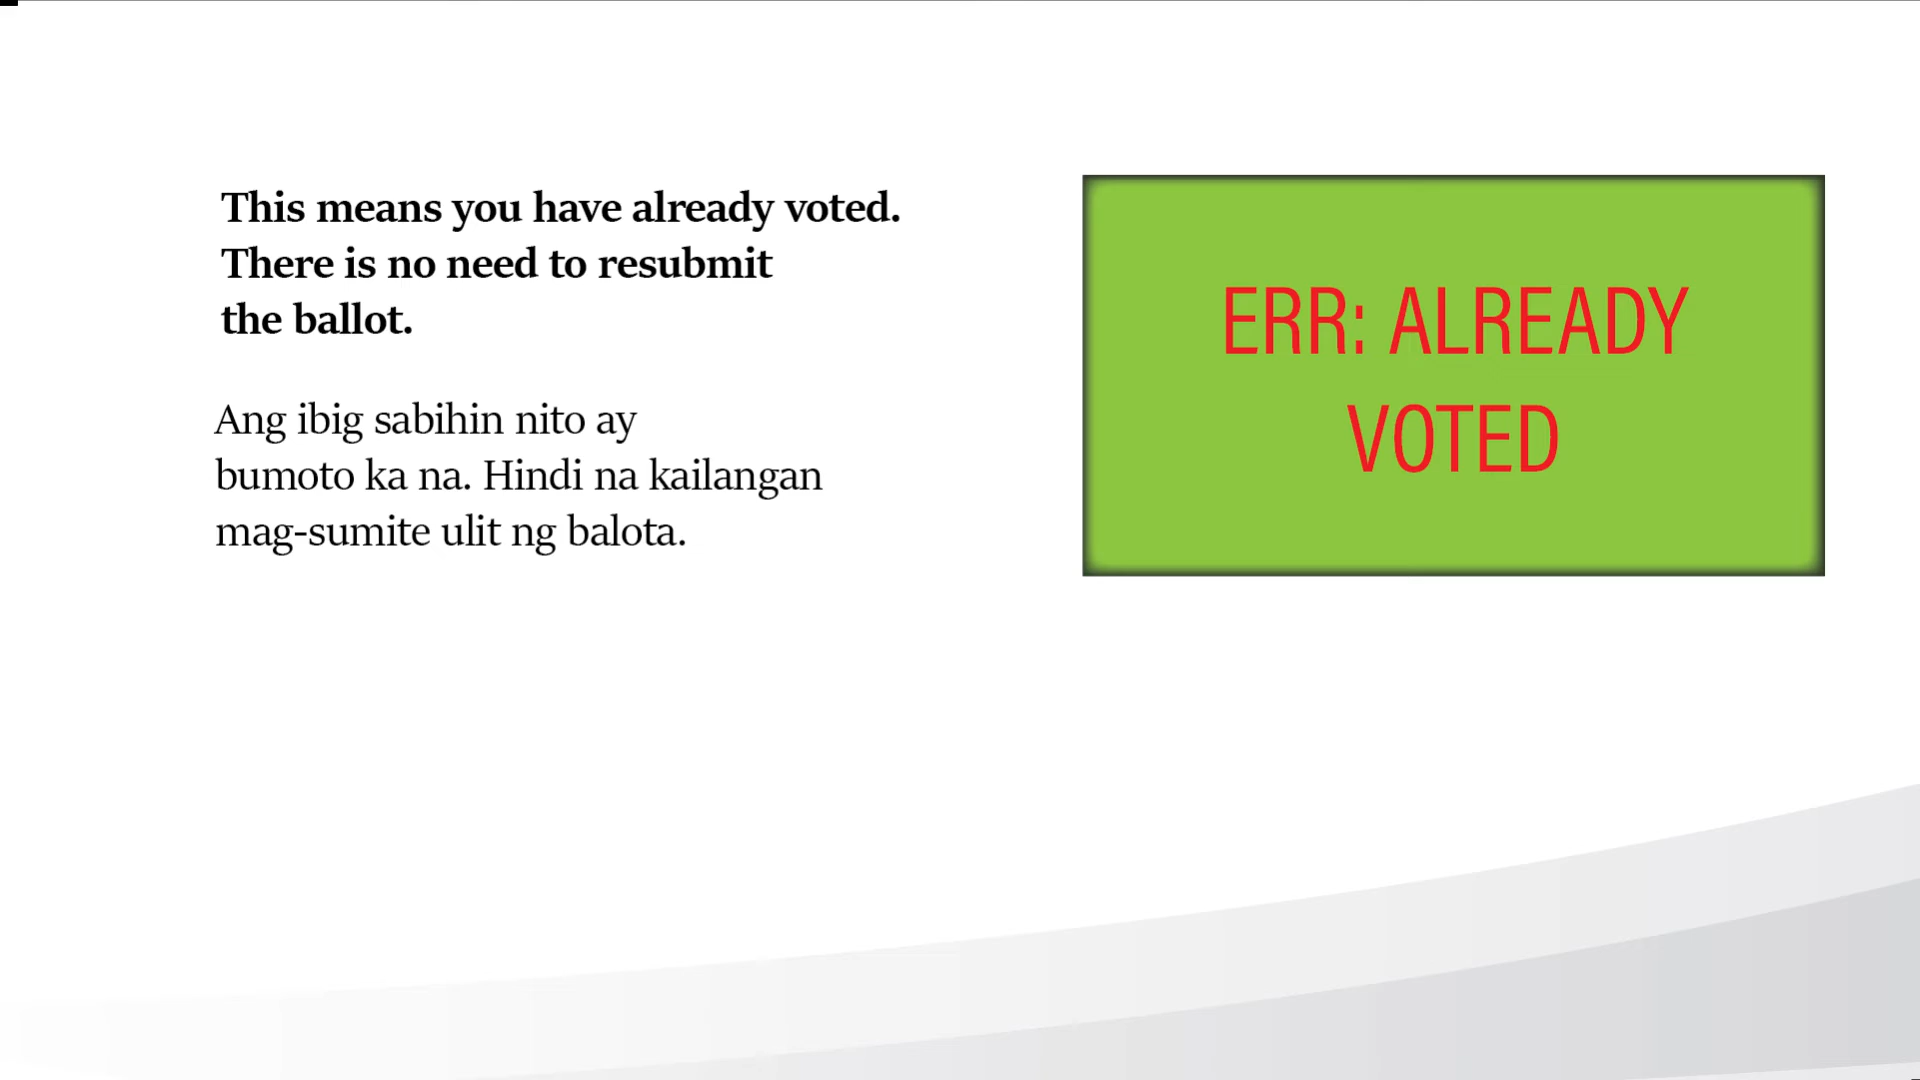 This means you have already voted.
There is no need to resubmit
the ballot.
Ang ibig sabihin nito ay
bumoto ka na. Hindi na kailangan
mag-sumite ulit ng balota.
ERR: ALREADY
VOTED